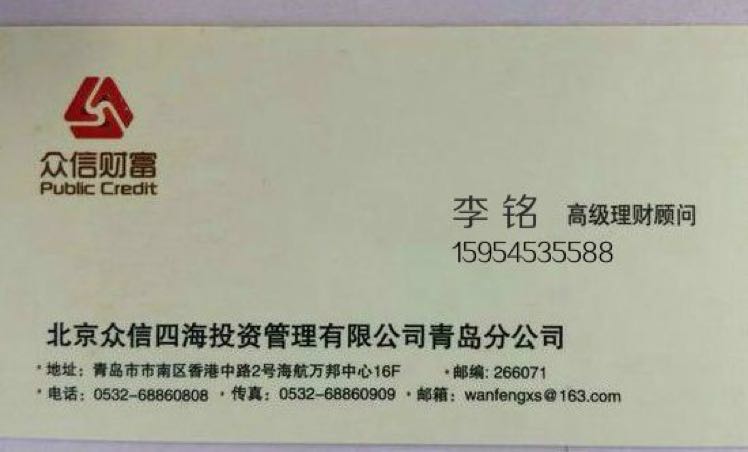 众信财富
Public Credit
李 铭 高级理财顾问
15954535588
北京众信四海投资管理有限公司青岛分公司
·地址：青岛市市南区香港中路2号海航万邦中心16F ·邮编: 266071
·电话：0532-68860808 ·传真：0532-68860909 ·邮箱：wanfengxs@163.com